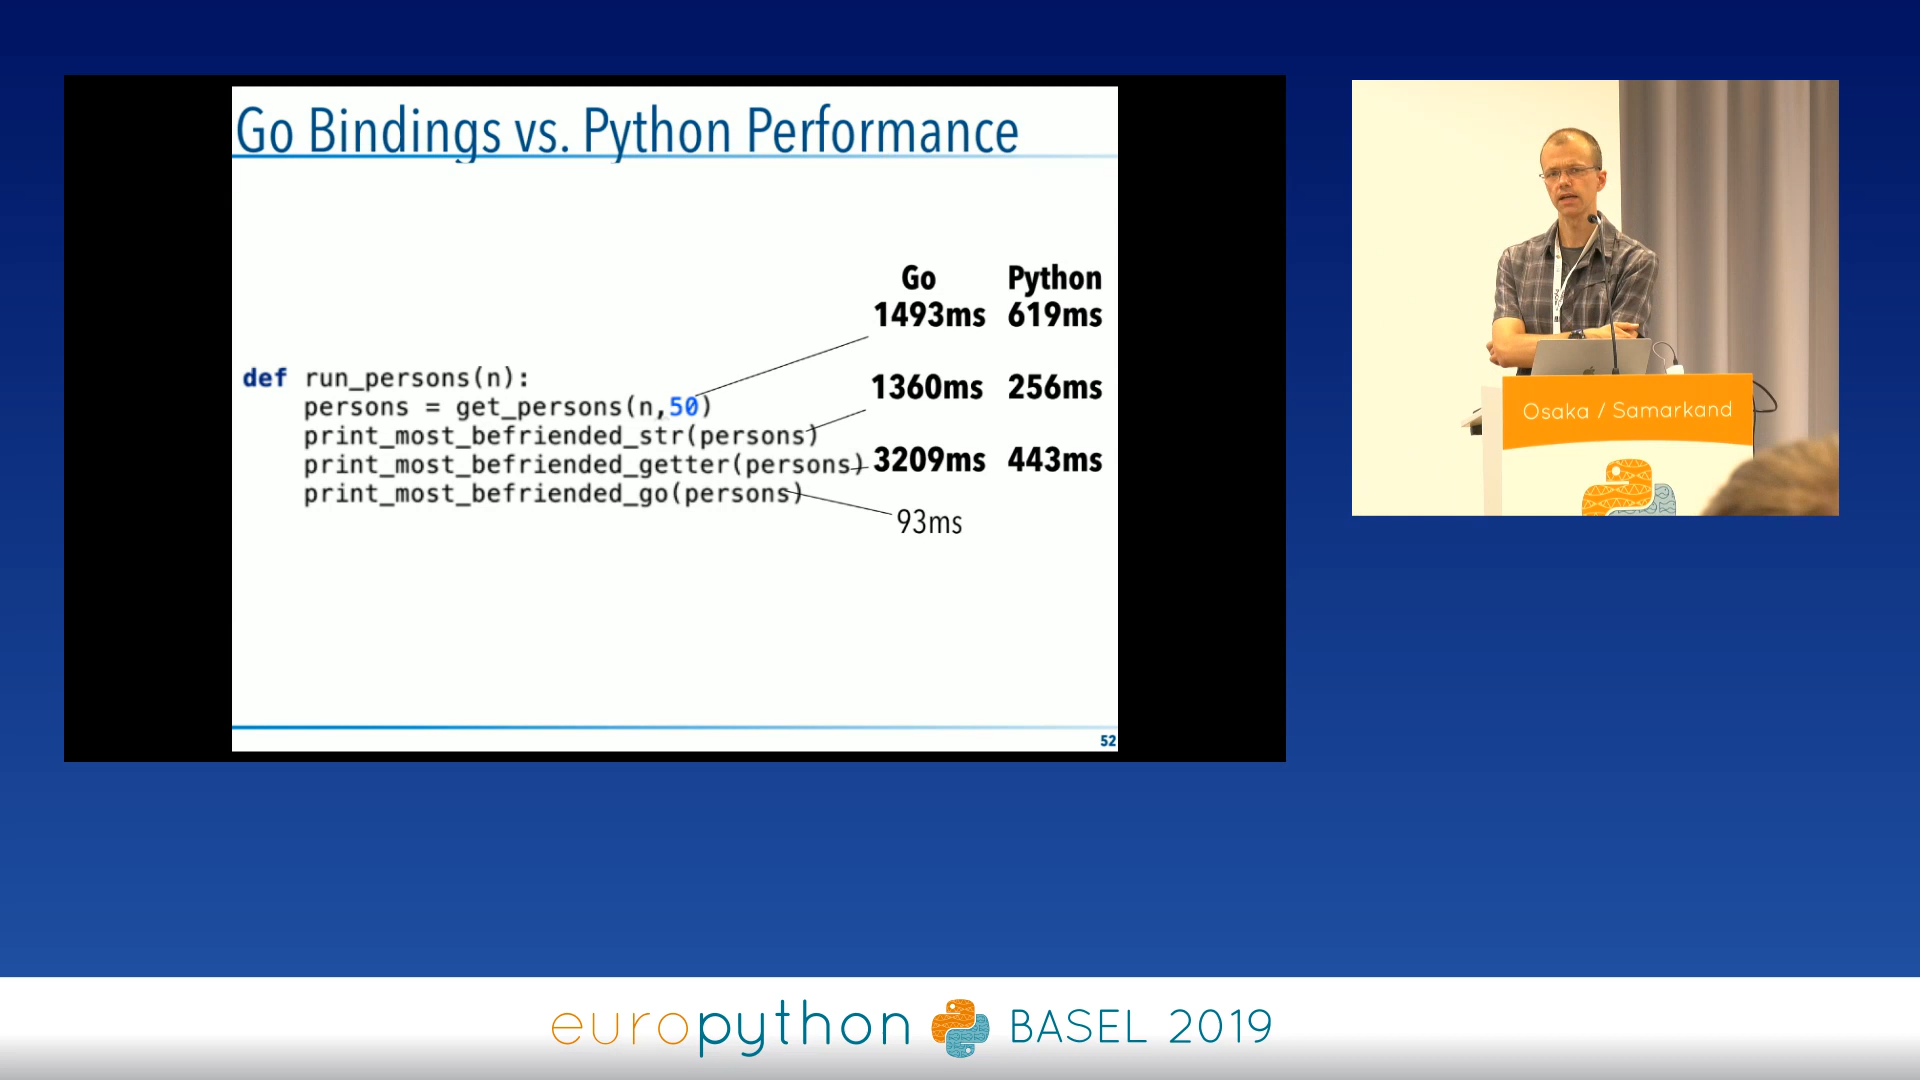 Go Bindings vs. Python Performance
Go Python
1493ms 619ms
1360ms 256ms
3209ms 443ms
93ms
def run_persons(n):
persons = get_persons(n,50)
print_most_befriended_str(persons)
print_most_befriended_getter(persons)
print_most_befriended_go(persons)
52
Osaka / Samarkand
europython BASEL 2019